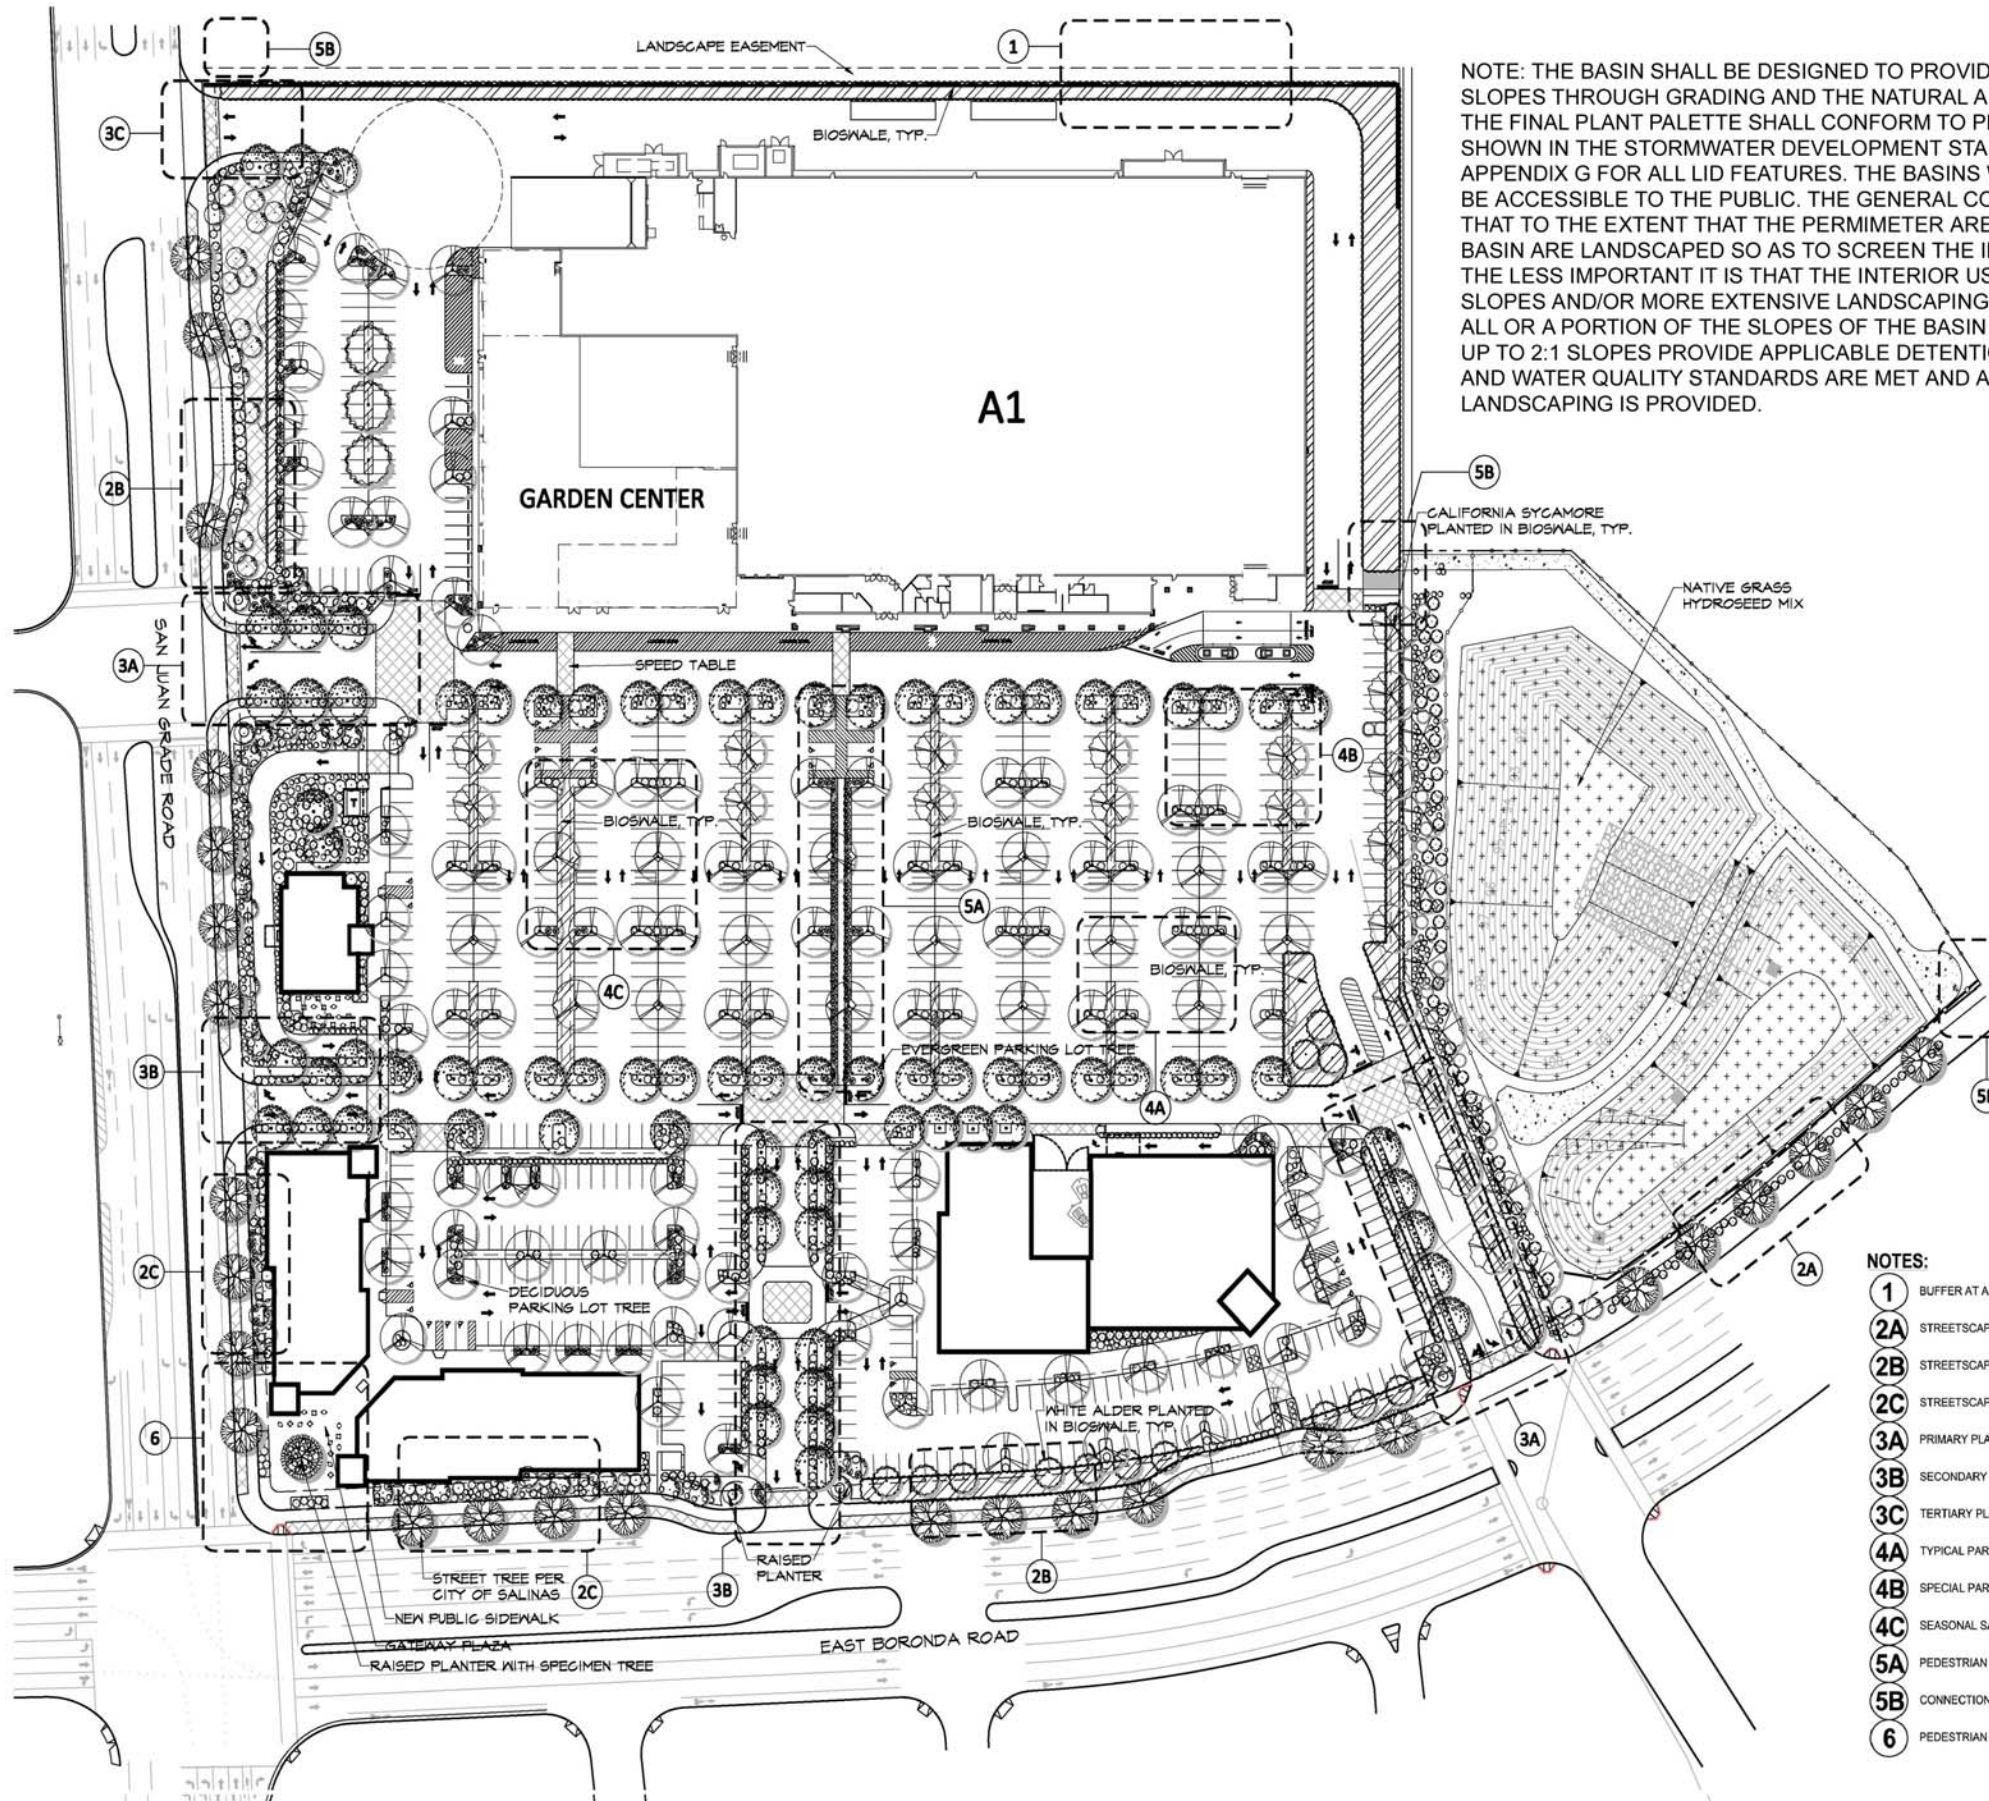 5B
LANDSCAPE EASEMENT
1
3C
BIOSWALE, TYP.
NOTE: THE BASIN SHALL BE DESIGNED TO PROVID
SLOPES THROUGH GRADING AND THE NATURAL A
THE FINAL PLANT PALETTE SHALL CONFORM TO P
SHOWN IN THE STORMWATER DEVELOPMENT STA
APPENDIX G FOR ALL LID FEATURES. THE BASINS
BE ACCESSIBLE TO THE PUBLIC. THE GENERAL CO
THAT TO THE EXTENT THAT THE PERMIMETER ARE
BASIN ARE LANDSCAPED SO AS TO SCREEN THE I
THE LESS IMPORTANT IT IS THAT THE INTERIOR US
SLOPES AND/OR MORE EXTENSIVE LANDSCAPING
ALL OR A PORTION OF THE SLOPES OF THE BASIN
UP TO 2:1 SLOPES PROVIDE APPLICABLE DETENTI
AND WATER QUALITY STANDARDS ARE MET AND A
LANDSCAPING IS PROVIDED.
A1
GARDEN CENTER
2B
5B
CALIFORNIA SYCAMORE
PLANTED IN BIOSWALE, TYP.
NATIVE GRASS
HYDROSEED MIX
3A
SAN JUAN GRADE ROAD
SPEED TABLE
4B
T
BIOSWALE, TYP.
BIOSWALE, TYP.
5A
4C
BIOSWALE, TYP.
3B
EVERGREEN PARKING LOT TREE
4A
5
2C
DECIDUOUS
PARKING LOT TREE
2A
6
WHITE ALDER PLANTED
IN BIOSWALE, TYP.
3A
RAISED
PLANTER
STREET TREE PER
CITY OF SALINAS
2C
3B
2B
NEW PUBLIC SIDEWALK
GATEWAY PLAZA
RAISED PLANTER WITH SPECIMEN TREE
EAST BORONDA ROAD
NOTES:
1 BUFFER AT A
2A STREETSCAP
2B STREETSCAP
2C STREETSCAP
3A PRIMARY PLA
3B SECONDARY
3C TERTIARY PL
4A TYPICAL PAR
4B SPECIAL PAR
4C SEASONAL SA
5A PEDESTRIAN
5B CONNECTION
6 PEDESTRIAN